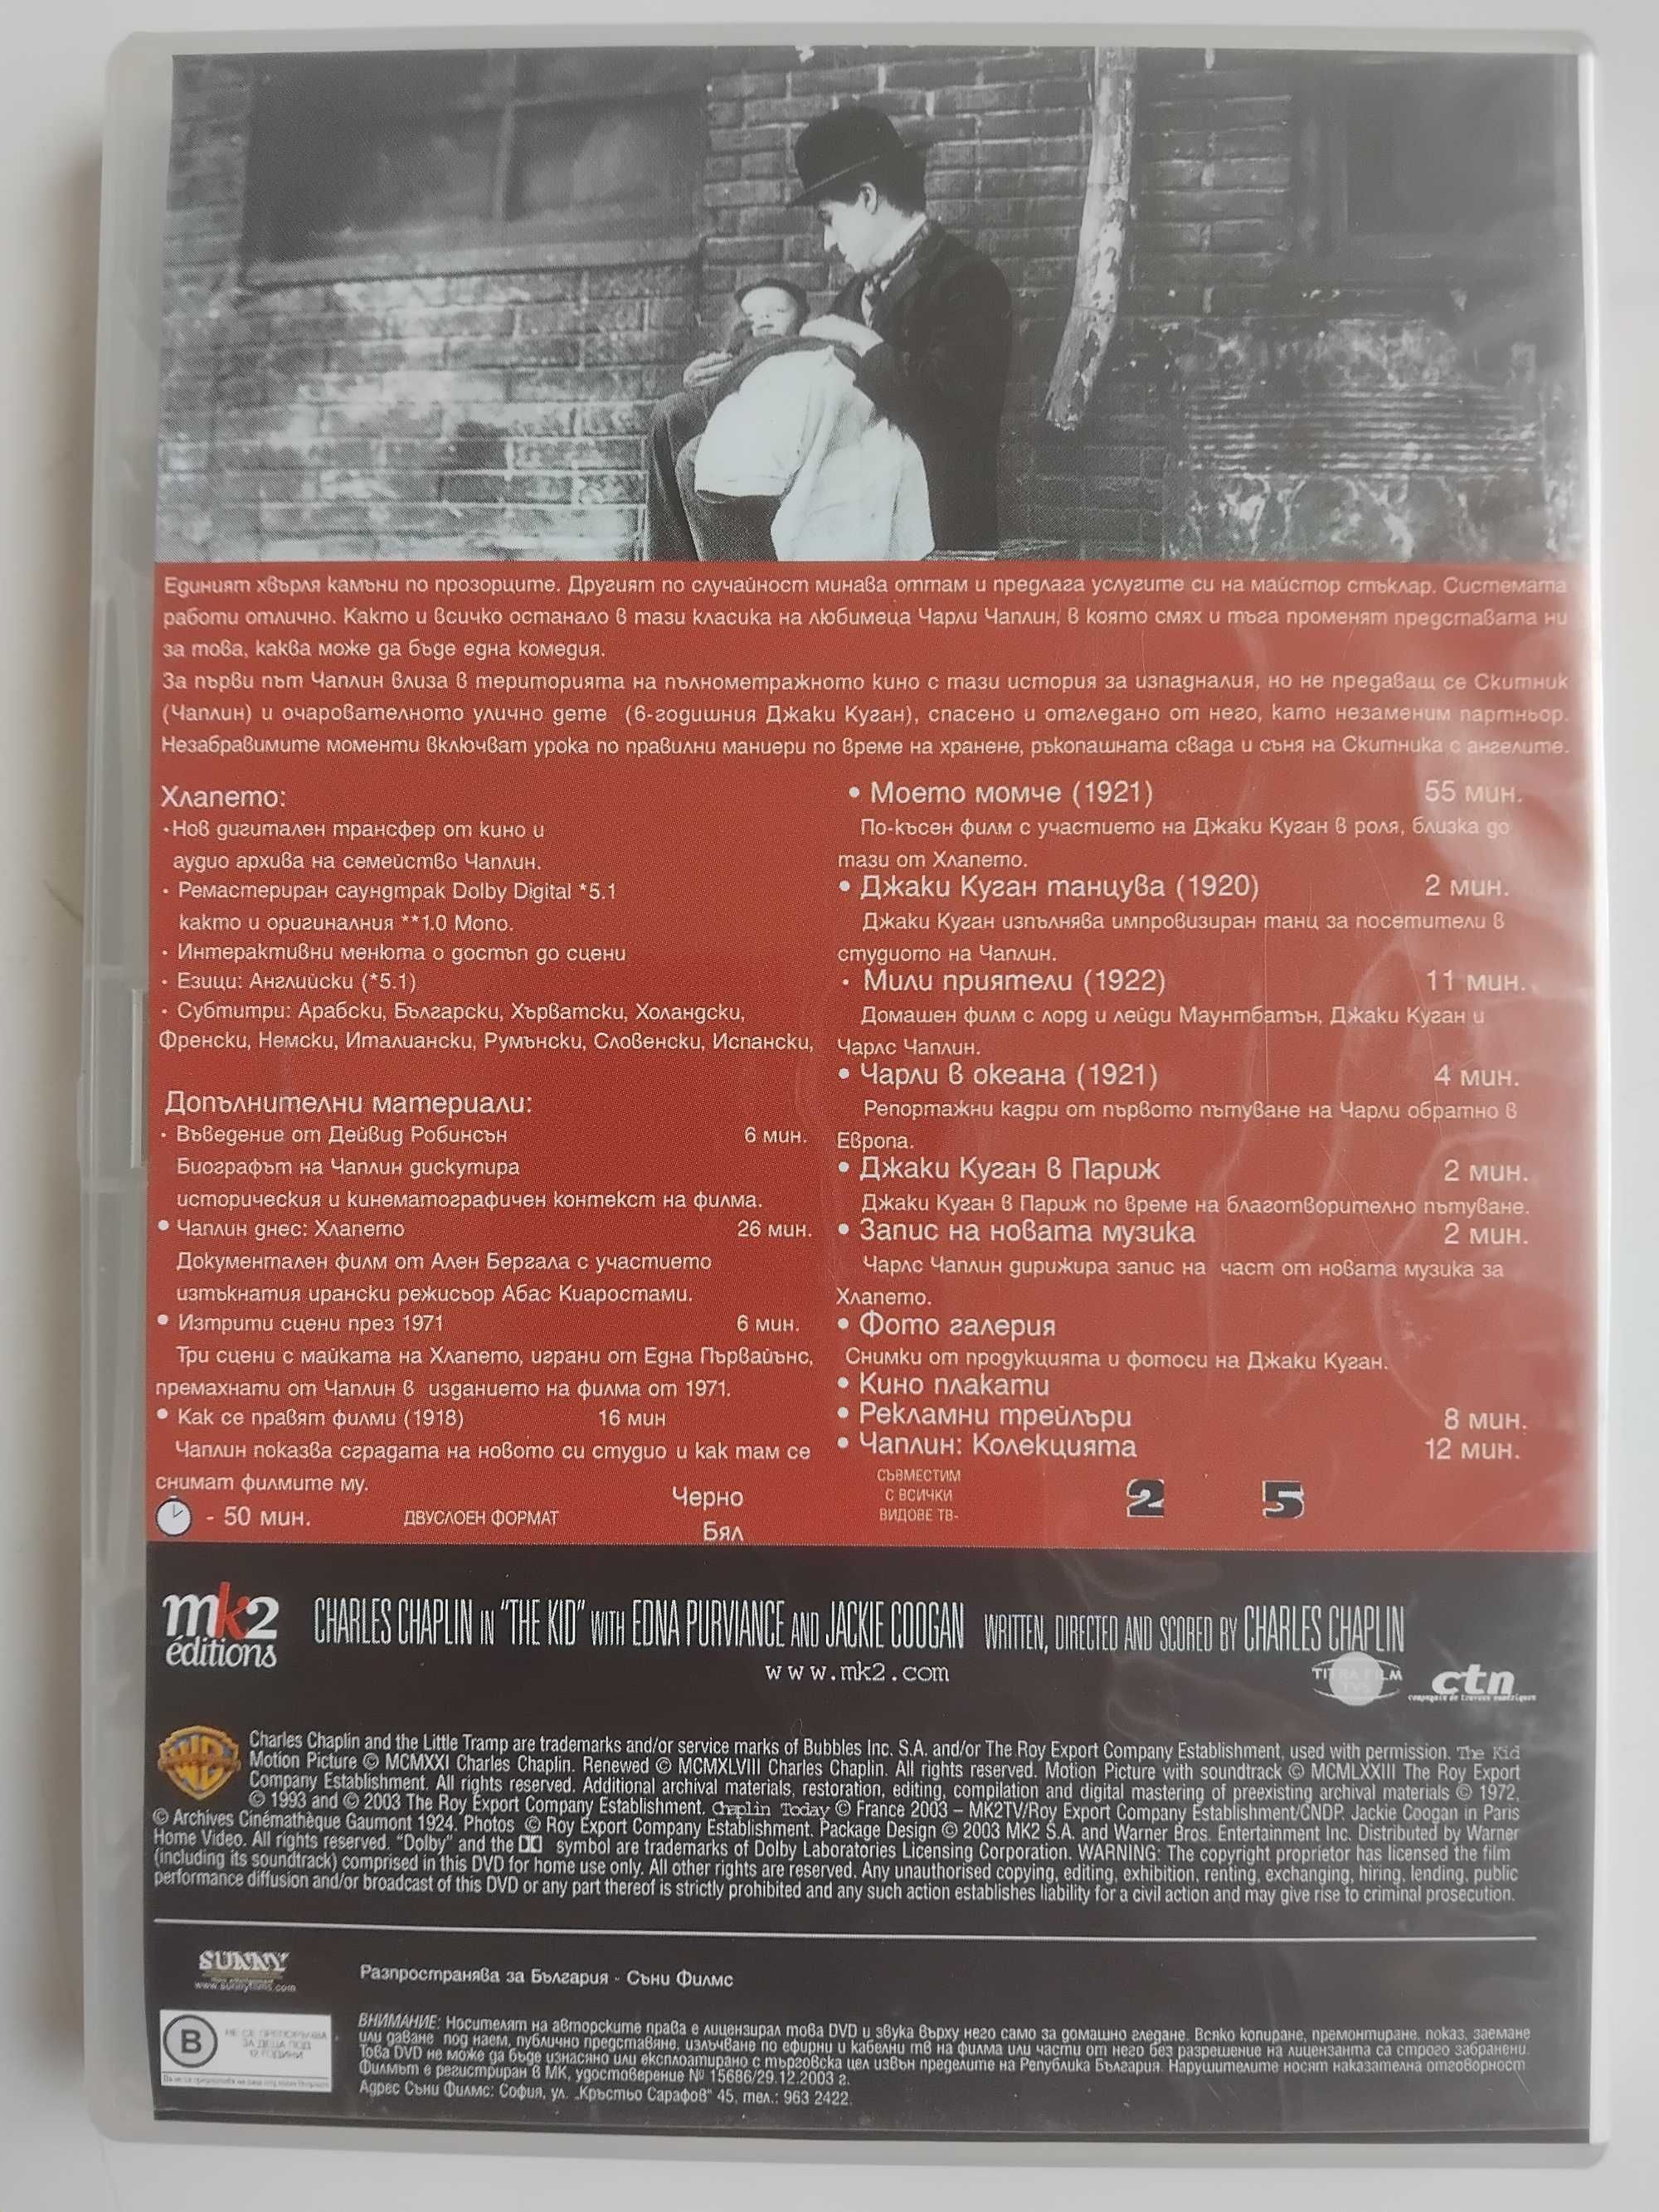 Единият хвърля камъни по прозорците. Другият по случайност минава оттам и предлага услугите си на майстор стъклар. Системата
работи отлично. Както и всичко останало в тази класика на любимеца Чарли Чаплин, в която смях и тъга променят представата ни
за това, каква може да бъде една комедия.
За първи път Чаплин влиза в територията на пълнометражното кино с тази история за изпадналия, но не предаващ се Скитник
(Чаплин) и очарователното улично дете (6-годишния Джаки Куган), спасено и отгледано от него, като незаменим партньор.
Незабравимите моменти включват урока по правилни маниери по време на хранене, ръкопашната свада и съня на Скитника с ангелите.
Хлапето:
·Нов дигитален трансфер от кино и
аудио архива на семейство Чаплин.
· Ремастериран саундтрак Dolby Digital *5.1
както и оригиналния **1.0 Mono.
· Интерактивни менюта о достъп до сцени
· Езици: Английски (*5.1)
· Субтитри: Арабски, Български, Хърватски, Холандски,
Френски, Немски, Италиански, Румънски, Словенски, Испански,
Допълнителни материали:
· Въведение от Дейвид Робинсън 6 мин.
Биографът на Чаплин дискутира
историческия и кинематографичен контекст на филма.
• Чаплин днес: Хлапето 26 мин.
Документален филм от Ален Бергала с участието
изтъкнатия ирански режисьор Абас Киаростами.
• Изтрити сцени през 1971 6 мин.
Три сцени с майката на Хлапето, играни от Една Първайънс,
премахнати от Чаплин в изданието на филма от 1971.
• Как се правят филми (1918) 16 мин
Чаплин показва сградата на новото си студио и как там се
снимат филмите му.
- 50 мин. ДВУСЛОЕН ФОРМАТ Черно
Бял
• Моето момче (1921) 55 мин.
По-късен филм с участието на Джаки Куган в роля, близка до
тази от Хлапето.
• Джаки Куган танцува (1920) 2 мин.
Джаки Куган изпълнява импровизиран танц за посетители в
студиото на Чаплин.
· Мили приятели (1922) 11 мин.
Домашен филм с лорд и лейди Маунтбатън, Джаки Куган и
Чарлс Чаплин.
• Чарли в океана (1921) 4 мин.
Репортажни кадри от първото пътуване на Чарли обратно в
Европа.
• Джаки Куган в Париж 2 мин.
Джаки Куган в Париж по време на благотворително пътуване.
• Запис на новата музика 2 мин.
Чарлс Чаплин дирижира запис на част от новата музика за
Хлапето.
• Фото галерия
Снимки от продукцията и фотоси на Джаки Куган.
• Кино плакати
• Рекламни трейлъри 8 мин.
• Чаплин: Колекцията 12 мин.
СЪВМЕСТИМ
С ВСИЧКИ
ВИДОВЕ ТВ-
2 5
mk2
éditions
CHARLES CHAPLIN IN "THE KID" WITH EDNA PURVIANCE AND JACKIE COOGAN WRITTEN, DIRECTED AND SCORED BY CHARLES CHAPLIN
www.mk2.com
TITRA FILM
ctn
WB
Charles Chaplin and the Little Tramp are trademarks and/or service marks of Bubbles Inc. S.A. and/or The Roy Export Company Establishment, used with permission. The Kid
Motion Picture © MCMXXI Charles Chaplin. Renewed © MCMXLVIII Charles Chaplin. All rights reserved. Motion Picture with soundtrack © MCMLXXIII The Roy Export
Company Establishment. All rights reserved. Additional archival materials, restoration, editing, compilation and digital mastering of preexisting archival materials © 1972,
© 1993 and © 2003 The Roy Export Company Establishment. Chaplin Today © France 2003 – MK2TV/Roy Export Company Establishment/CNDP. Jackie Coogan in Paris
© Archives Cinémathèque Gaumont 1924. Photos © Roy Export Company Establishment. Package Design © 2003 MK2 S.A. and Warner Bros. Entertainment Inc. Distributed by Warner
Home Video. All rights reserved. "Dolby" and the symbol are trademarks of Dolby Laboratories Licensing Corporation. WARNING: The copyright proprietor has licensed the film
(including its soundtrack) comprised in this DVD for home use only. All other rights are reserved. Any unauthorised copying, editing, exhibition, renting, exchanging, hiring, lending, public
performance diffusion and/or broadcast of this DVD or any part thereof is strictly prohibited and any such action establishes liability for a civil action and may give rise to criminal prosecution.
SUNNY
www.sunnyfilms.com
Разпространява за България - Съни Филмс
B
НЕ СЕ ПРЕПОРЪЧВА
ЗА ДЕЦА ПОД
12 ГОДИНИ
ВНИМАНИЕ: Носителят на авторските права е лицензирал това DVD и звука върху него само за домашно гледане. Всяко копиране, премонтиране, показ, заемане
или даване под наем, публично представяне, излъчване по ефирни и кабелни тв на филма или части от него без разрешение на лицензанта са строго забранени.
Това DVD не може да бъде изнасяно или експлоатирано с търговска цел извън пределите на Република България. Нарушителите носят наказателна отговорност
Филмът е регистриран в МК, удостоверение № 15686/29.12.2003 г.
Адрес Съни Филмс: София, ул. „Кръстьо Сарафов" 45, тел.: 963 2422.